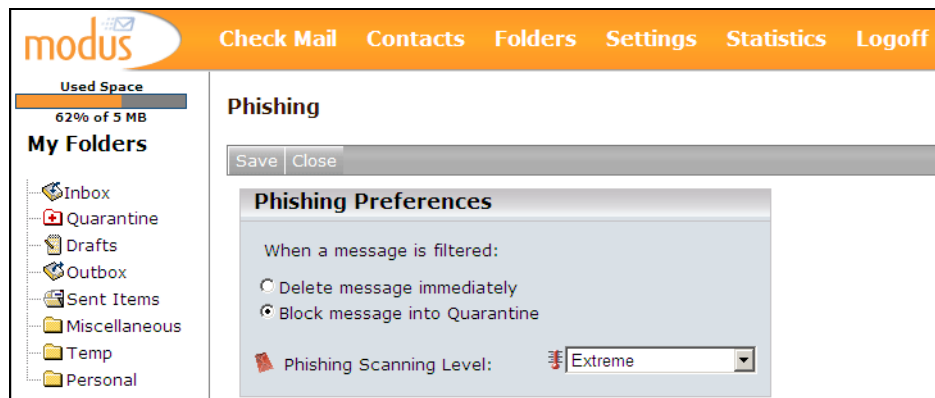 modus
Check Mail Contacts Folders Settings Statistics Logoff
Used Space
62% of 5 MB
My Folders
Inbox
Quarantine
Drafts
Outbox
Sent Items
Miscellaneous
Temp
Personal
Phishing
Save Close
Phishing Preferences
When a message is filtered:
Delete message immediately
Block message into Quarantine
Phishing Scanning Level: Extreme